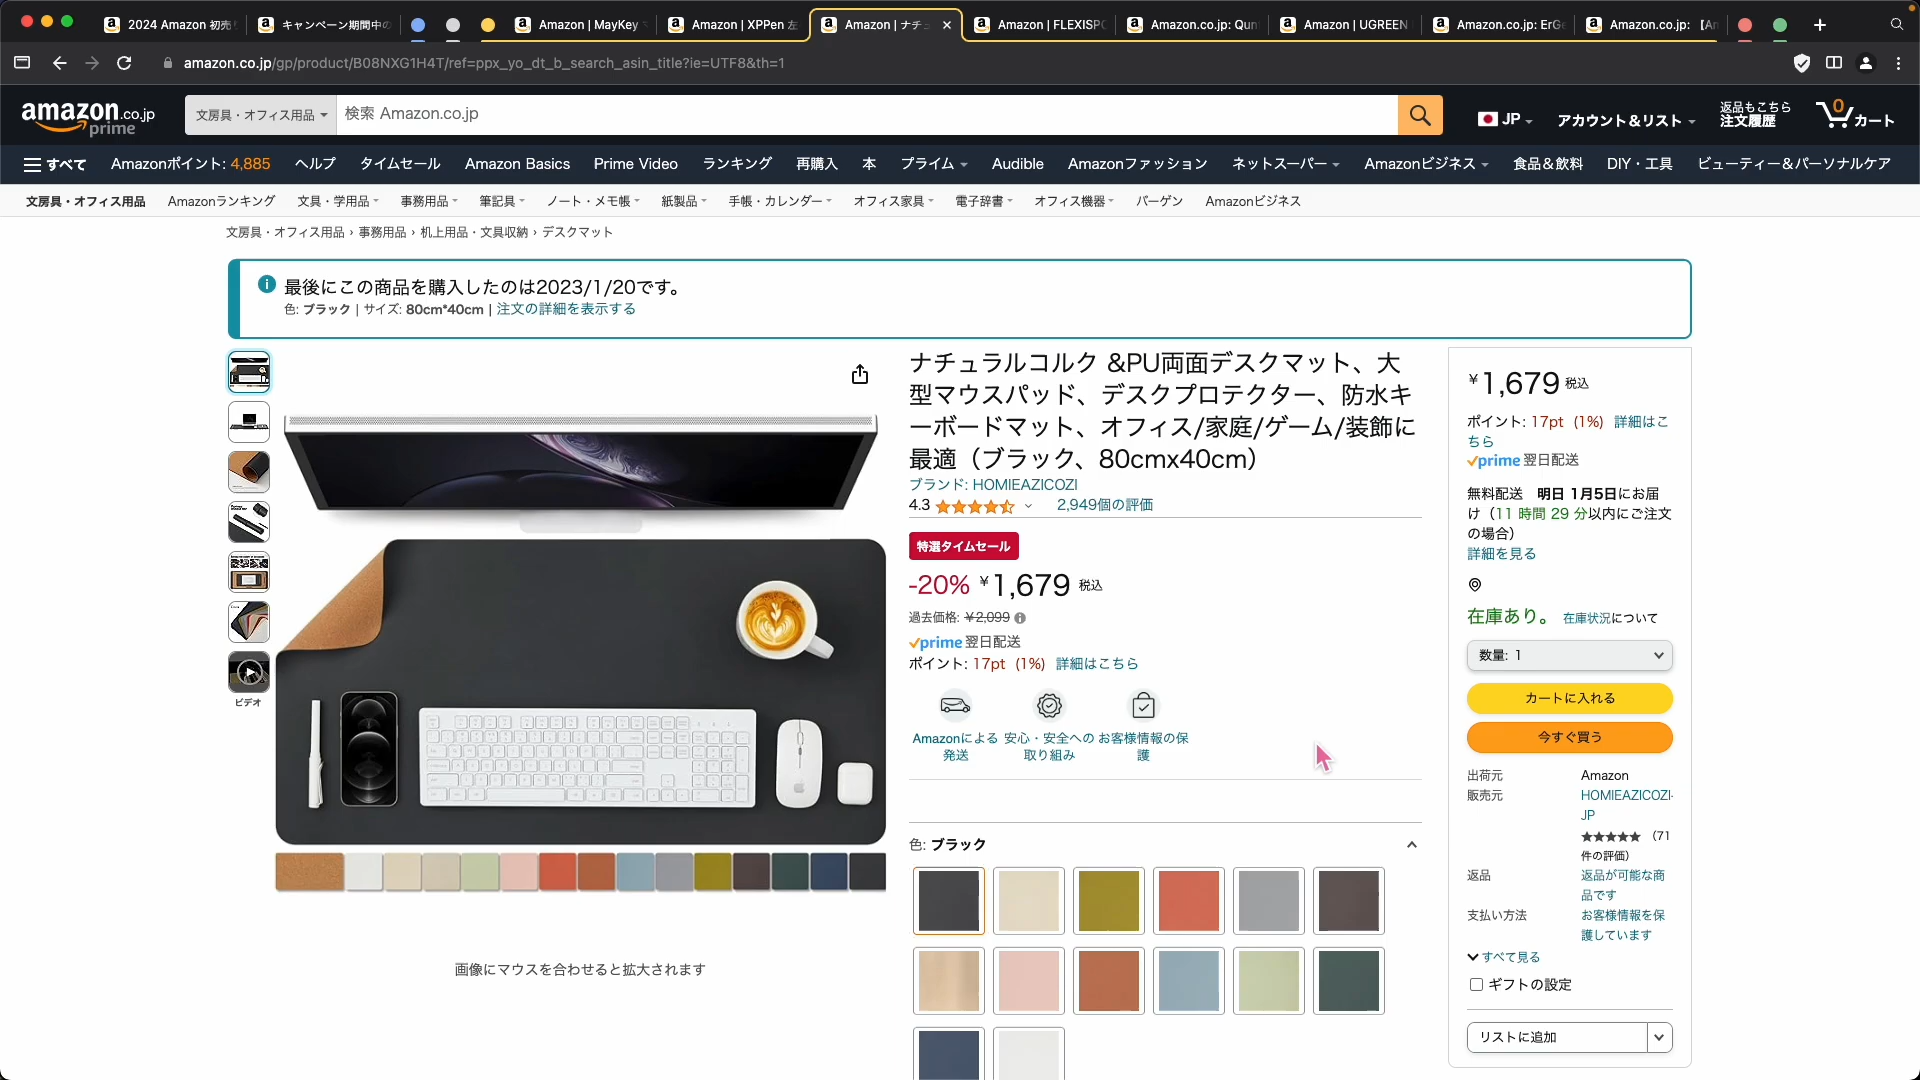 2024 Amazon 初売り
キャンペーン期間中の
Amazon | MayKey
Amazon | XPPen 左
Amazon | ナチュ
Amazon | FLEXISPO
Amazon.co.jp: Qun
Amazon | UGREEN
Amazon.co.jp: ErGo
Amazon.co.jp: 【An
amazon.co.jp/gp/product/B08NXG1H4T/ref=ppx_yo_dt_b_search_asin_title?ie=UTF8&th=1
amazon.co.jp
prime
文房具・オフィス用品
検索 Amazon.co.jp
JP
アカウント＆リスト
返品もこちら
注文履歴
0
カート
すべて
Amazonポイント: 4,885
ヘルプ
タイムセール
Amazon Basics
Prime Video
ランキング
再購入
本
プライム
Audible
Amazonファッション
ネットスーパー
Amazonビジネス
食品＆飲料
DIY・工具
ビューティー＆パーソナルケア
文房具・オフィス用品
Amazonランキング
文具・学用品
事務用品
筆記具
ノート・メモ帳
紙製品
手帳・カレンダー
オフィス家具
電子辞書
オフィス機器
バーゲン
Amazonビジネス
文房具・オフィス用品 › 事務用品 › 机上用品・文具収納 › デスクマット
最後にこの商品を購入したのは2023/1/20です。
色: ブラック | サイズ: 80cm*40cm | 注文の詳細を表示する
ビデオ
画像にマウスを合わせると拡大されます
ナチュラルコルク &PU両面デスクマット、大
型マウスパッド、デスクプロテクター、防水キ
ーボードマット、オフィス/家庭/ゲーム/装飾に
最適（ブラック、80cmx40cm）
ブランド: HOMIEAZICOZI
4.3
2,949個の評価
特選タイムセール
-20% ￥1,679 税込
過去価格: ￥2,099
prime 翌日配送
ポイント: 17pt (1%) 詳細はこちら
Amazonによる
発送
安心・安全への
取り組み
お客様情報の保
護
色: ブラック
￥1,679 税込
ポイント: 17pt (1%) 詳細はこ
ちら
prime 翌日配送
無料配送 明日 1月5日にお届
け（11 時間 29 分以内にご注文
の場合）
詳細を見る
在庫あり。 在庫状況について
数量: 1
カートに入れる
今すぐ買う
出荷元 Amazon
販売元 HOMIEAZICOZI-
JP
★★★★★ （71
件の評価）
返品 返品が可能な商
品です
支払い方法 お客様情報を保
護しています
すべて見る
ギフトの設定
リストに追加